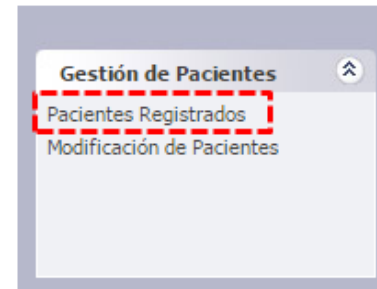 Gestión de Pacientes
Pacientes Registrados
Modificación de Pacientes